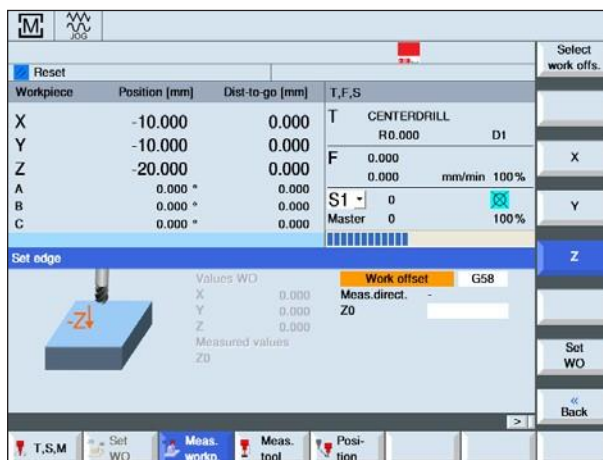 M
JOG
Select
work offs.
Reset
Workpiece Position [mm] Dist-to-go [mm] T,F,S
X -10.000 0.000
Y -10.000 0.000
Z -20.000 0.000
A 0.000 °
B 0.000 °
C 0.000 °
0.000
0.000
0.000
T CENTERDRILL
R0.000 D1
F 0.000
0.000 mm/min 100%
S1 0
Master 0 100%
X
Y
Z
Set edge
-Z
Values WO
X 0.000
Y 0.000
Z 0.000
Measured values
Z0
Work offset G58
Meas.direct. -
Z0
Set
WO
«
Back
>
T,S,M
Set
WO
Meas.
workp.
Meas.
tool
Posi-
tion